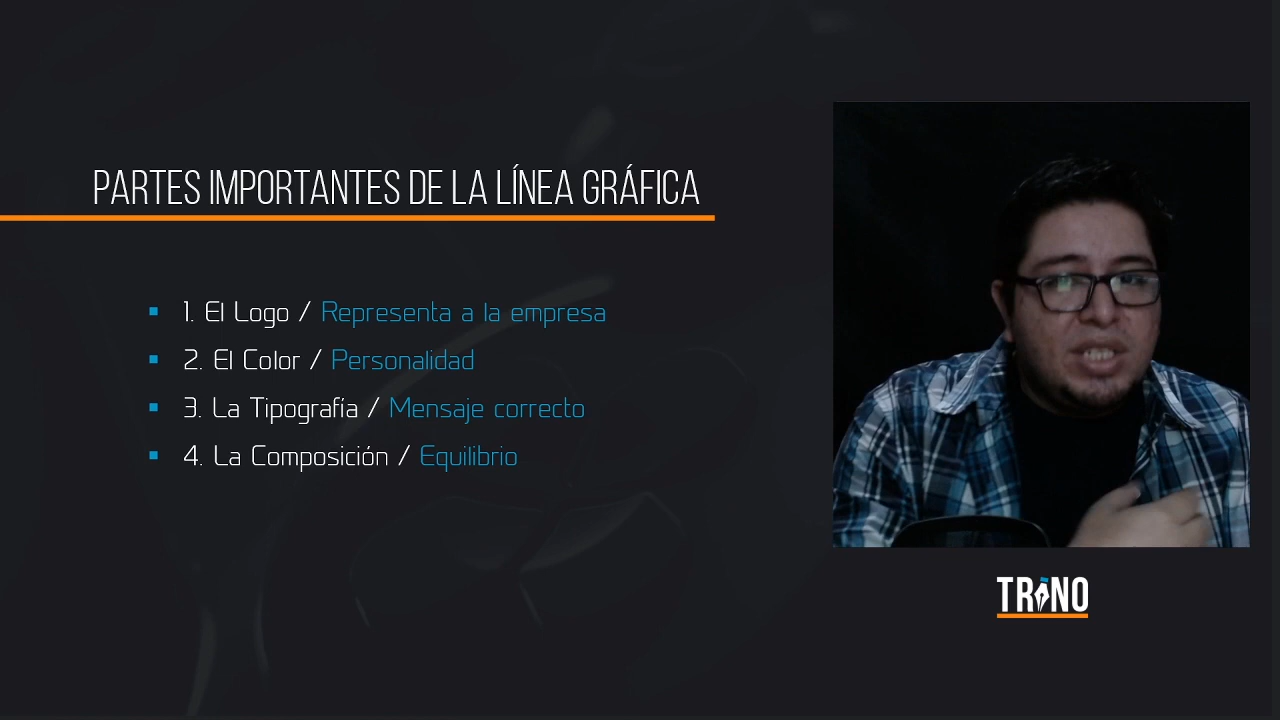 PARTES IMPORTANTES DE LA LÍNEA GRÁFICA
1. El Logo / Representa a la empresa
2. El Color / Personalidad
3. La Tipografía / Mensaje correcto
4. La Composición / Equilibrio
TRINO